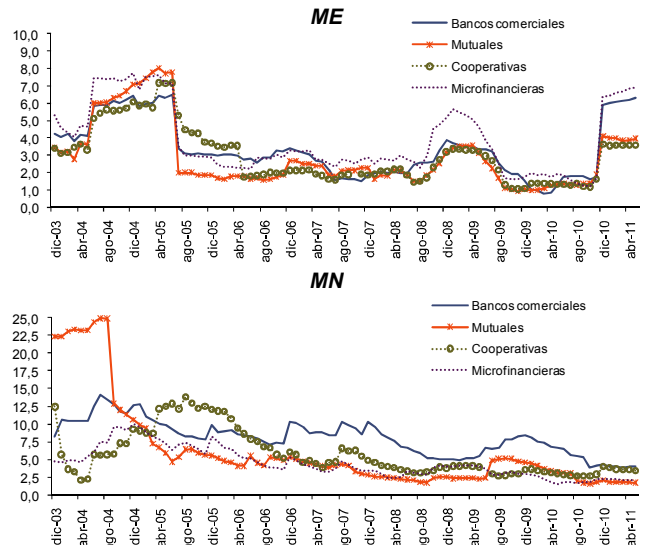 ME
Bancos comerciales
Mutuales
Cooperativas
Microfinancieras
10,0
9,0
8,0
7,0
6,0
5,0
4,0
3,0
2,0
1,0
0,0
dic-03
abr-04
ago-04
dic-04
abr-05
ago-05
dic-05
abr-06
ago-06
dic-06
abr-07
ago-07
dic-07
abr-08
ago-08
dic-08
abr-09
ago-09
dic-09
abr-10
ago-10
dic-10
abr-11
MN
Bancos comerciales
Mutuales
Cooperativas
Microfinancieras
25,0
22,5
20,0
17,5
15,0
12,5
10,0
7,5
5,0
2,5
0,0
dic-03
abr-04
ago-04
dic-04
abr-05
ago-05
dic-05
abr-06
ago-06
dic-06
abr-07
ago-07
dic-07
abr-08
ago-08
dic-08
abr-09
ago-09
dic-09
abr-10
ago-10
dic-10
abr-11